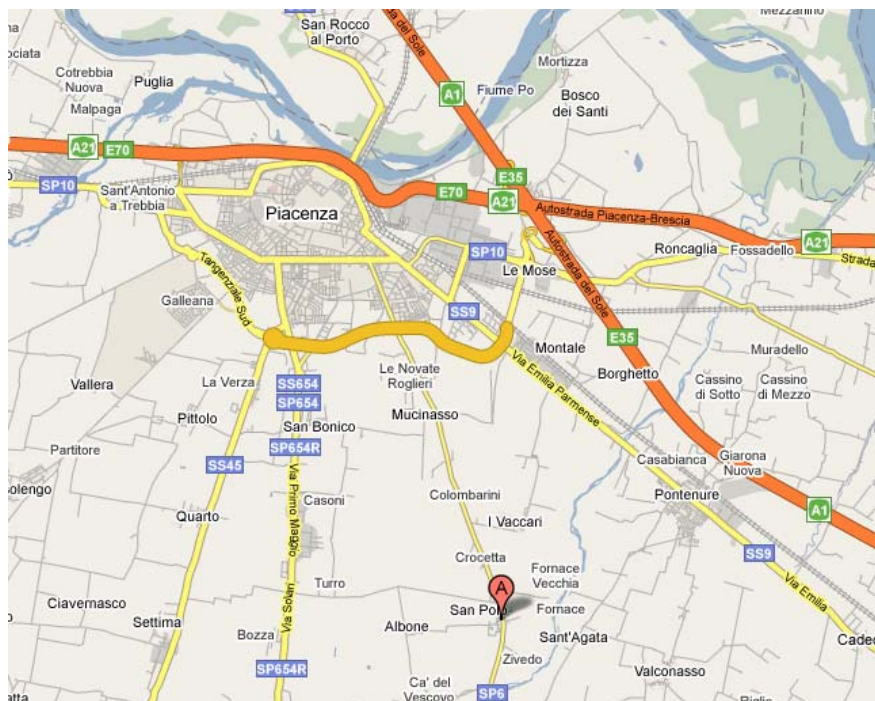 Mezzanino
San Rocco
al Porto
SS9
Autostrada del Sole
Mortizza
Cotrebbia
Nuova
Puglia
Fiume Po
Malpaga
A1
Bosco
dei Santi
A21
E70
E35
SP10
Sant'Antonio
a Trebbia
E70
A21
Piacenza
Autostrada Piacenza-Brescia
A21
Roncaglia
Fossadello
SP10
Strada
Tangenziale Sud
Le Mose
Autostrada del Sole
Galleana
SS9
E35
Montale
Muradello
Le Novate
Roglieri
Borghetto
Vallera
La Verza
SS654
SP654
Cassino
di Sotto
Cassino
di Mezzo
Via Emilia Parmense
Pittolo
Mucinasso
San Bonico
Partitore
SP654R
Giarona
Nuova
Casabianca
SS45
olengo
Via Primo Maggio
Casoni
Colombarini
Pontenure
A1
Quarto
I Vaccari
SS9
Crocetta
Fornace
Vecchia
Turro
A
Via Emilia
Ciavernasco
San Polo
Fornace
Settima
Via Solari
Bozza
Albone
Sant'Agata
Cadeo
Zivedo
SP654R
Ca' del
Vescovo
SP6
Valconasso